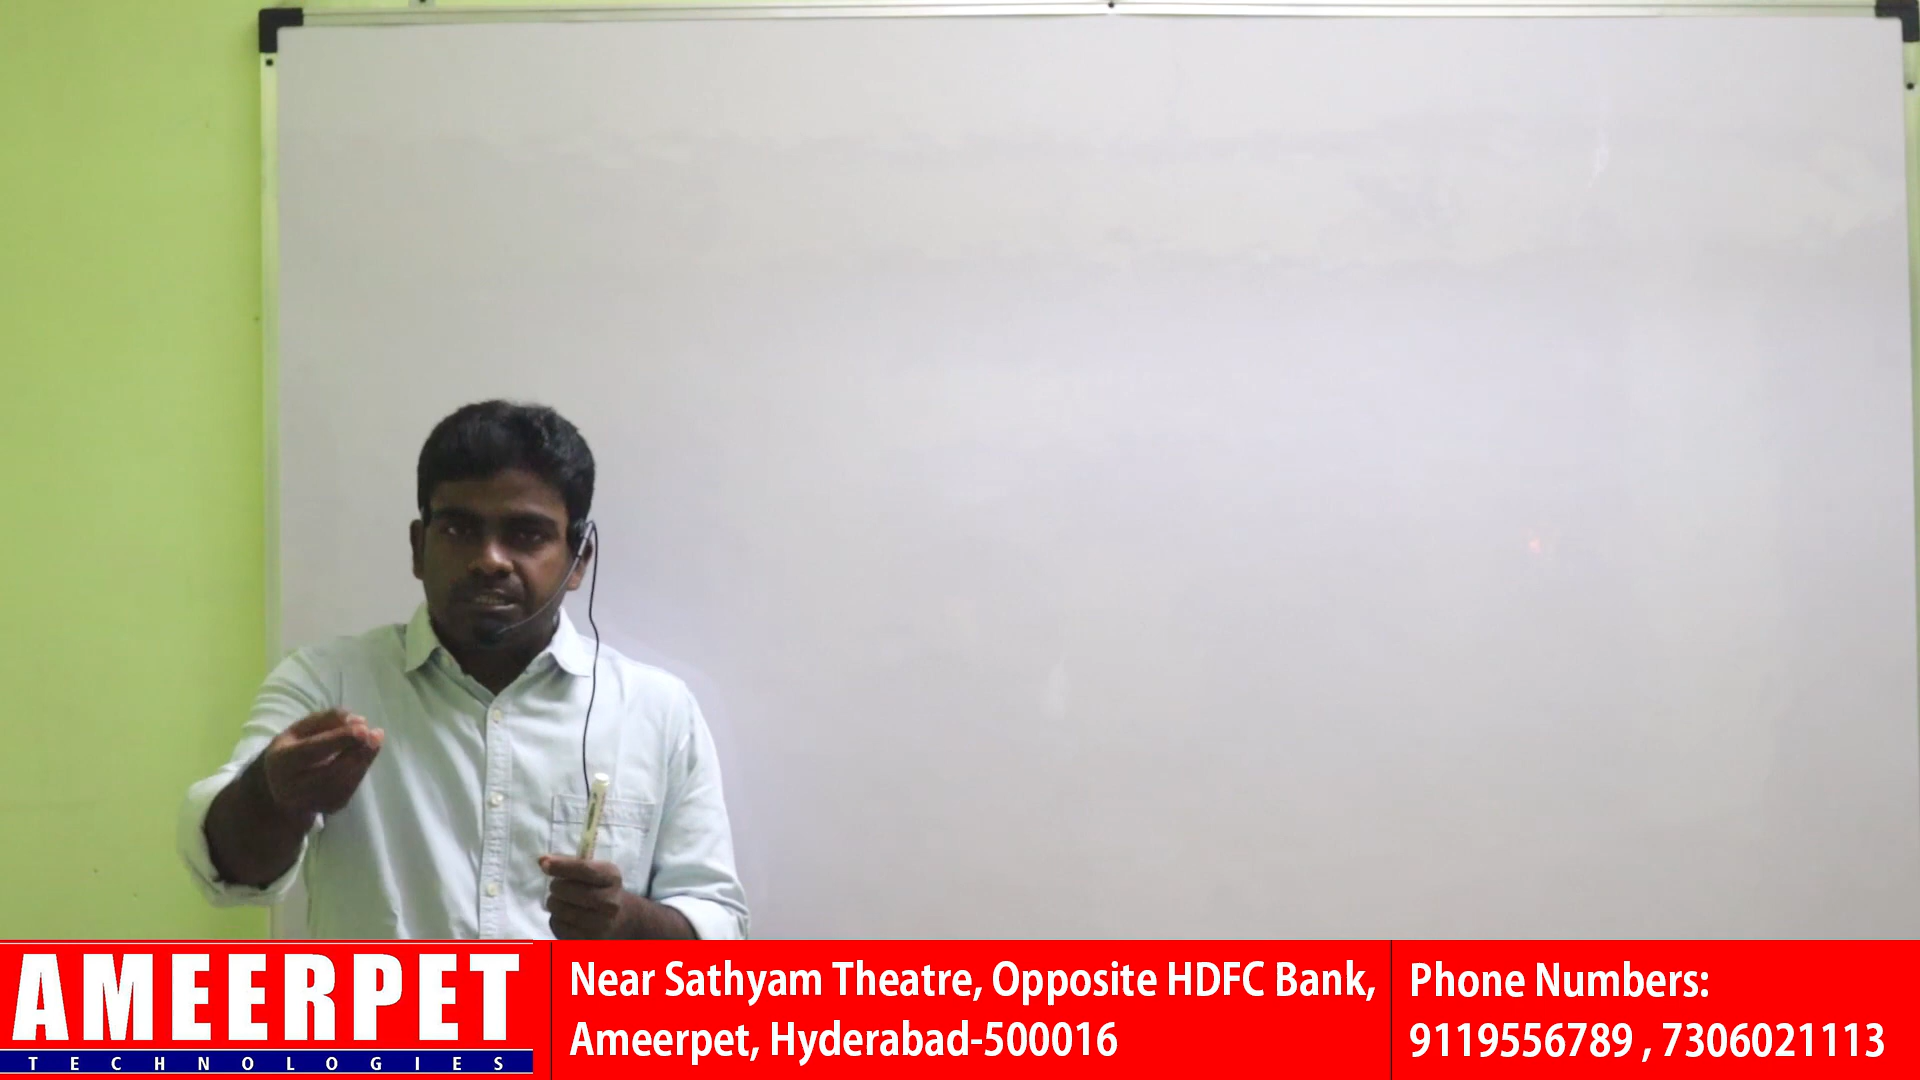 AMEERPET
TECHNOLOGIES
Near Sathyam Theatre, Opposite HDFC Bank,
Ameerpet, Hyderabad-500016
Phone Numbers:
9119556789 , 7306021113